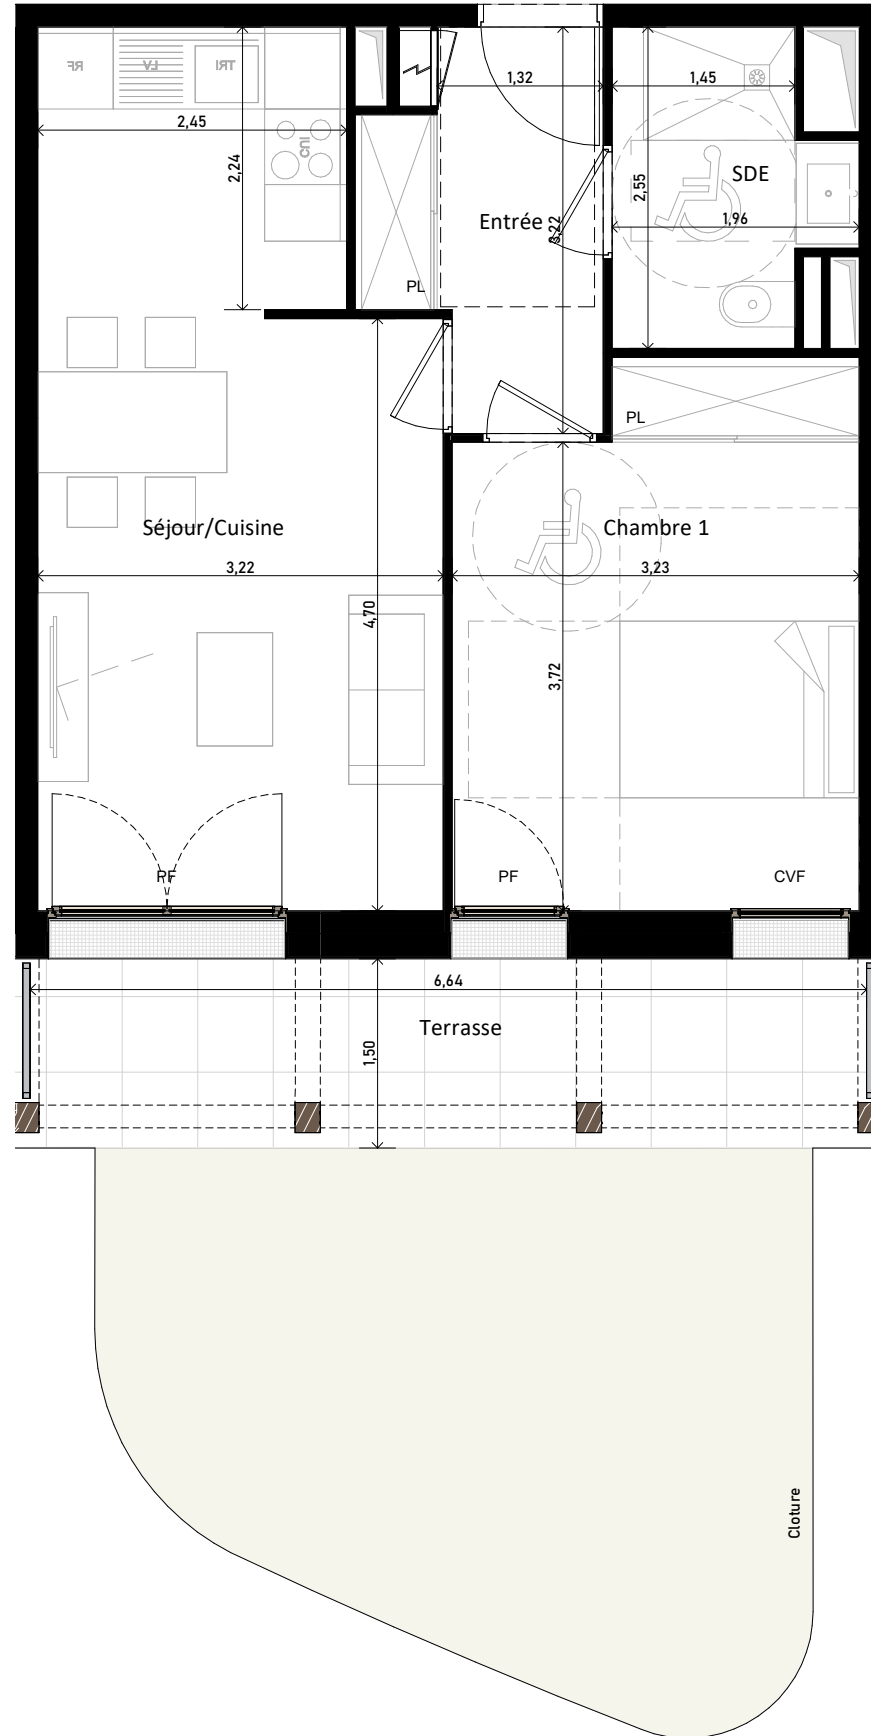 RF
LV
TRI
2,45
2,24
CUI
1,32
1,45
SDE
2,55
1,96
Entrée
3,22
PL
PL
Séjour/Cuisine
Chambre 1
3,22
3,23
4,70
3,72
PF
PF
CVF
6,64
Terrasse
1,50
Cloture